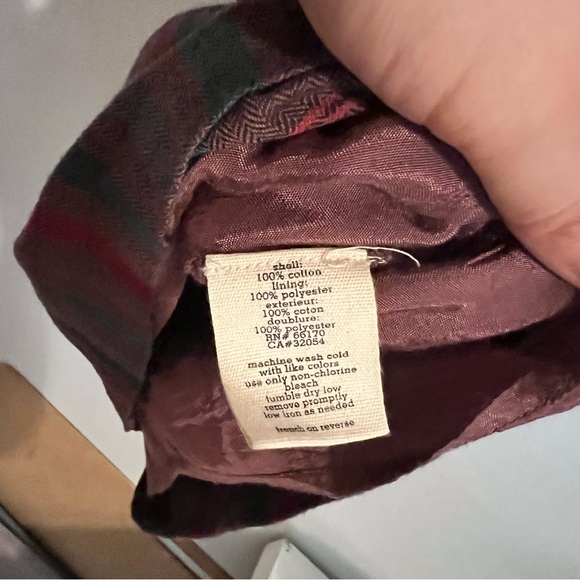 shell:
100% cotton
lining:
100% polyester
exterieur:
100% coton
doublure:
100% polyester
RN# 66170
CA#32054
machine wash cold
with like colors
use only non-chlorine
bleach
tumble dry low
remove promptly
low iron as needed
french on reverse